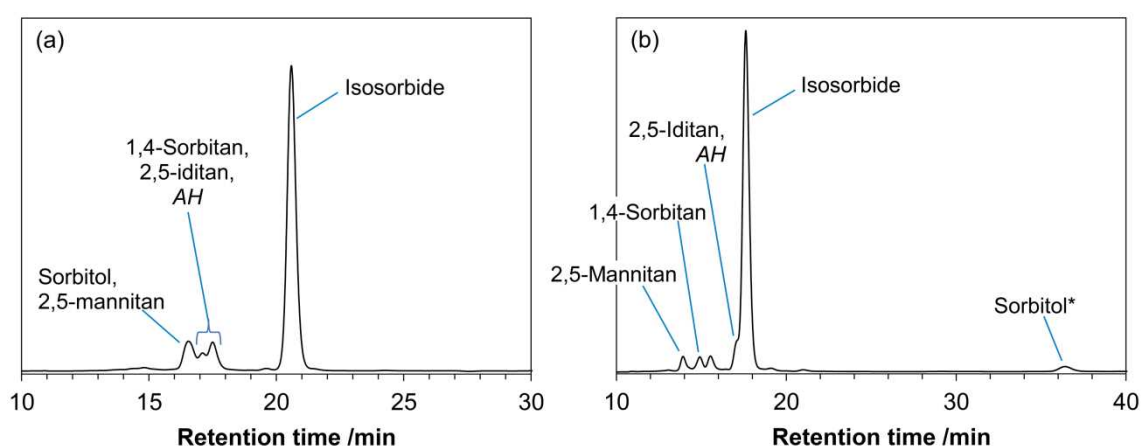 (a)
Isosorbide
1,4-Sorbitan,
2,5-iditan,
AH
Sorbitol,
2,5-mannitan
10 15 20 25 30
Retention time /min
(b)
Isosorbide
2,5-Iditan,
AH
1,4-Sorbitan
2,5-Mannitan
Sorbitol*
10 20 30 40
Retention time /min